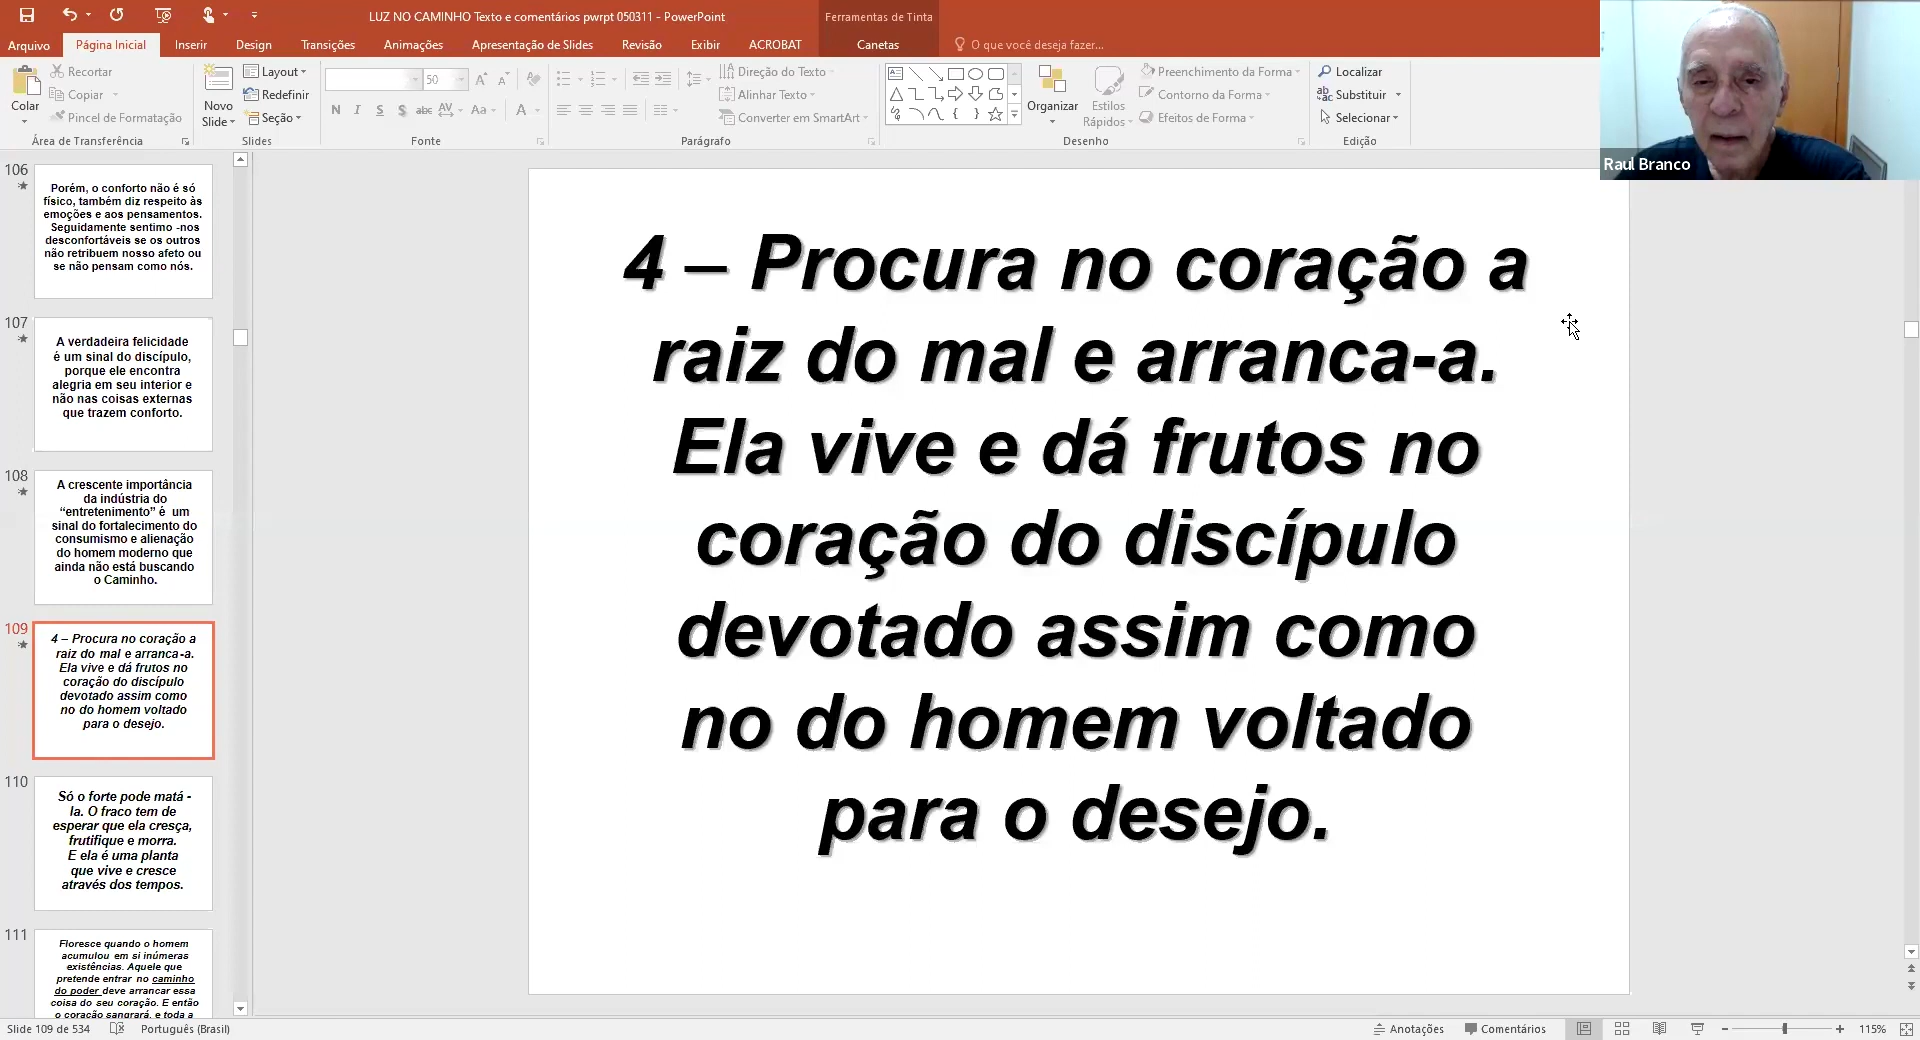 LUZ NO CAMINHO Texto e comentários pwrpt 050311 - PowerPoint
Ferramentas de Tinta
Arquivo
Página Inicial
Inserir
Design
Transições
Animações
Apresentação de Slides
Revisão
Exibir
ACROBAT
Canetas
O que você deseja fazer...
Colar
Recortar
Copiar
Pincel de Formatação
Área de Transferência
Novo
Slide
Layout
Redefinir
Seção
Slides
50
N I S S abc AV Aa A
Fonte
Direção do Texto
Alinhar Texto
Converter em SmartArt
Parágrafo
Organizar
Estilos
Rápidos
Preenchimento da Forma
Contorno da Forma
Efeitos de Forma
Desenho
Localizar
Substituir
Selecionar
Edição
Raul Branco
106
Porém, o conforto não é só
físico, também diz respeito às
emoções e aos pensamentos.
Seguidamente sentimo -nos
desconfortáveis se os outros
não retribuem nosso afeto ou
se não pensam como nós.
107
A verdadeira felicidade
é um sinal do discípulo,
porque ele encontra
alegria em seu interior e
não nas coisas externas
que trazem conforto.
108
A crescente importância
da indústria do
“entretenimento” é um
sinal do fortalecimento do
consumismo e alienação
do homem moderno que
ainda não está buscando
o Caminho.
109
4 – Procura no coração a
raiz do mal e arranca-a.
Ela vive e dá frutos no
coração do discípulo
devotado assim como
no do homem voltado
para o desejo.
110
Só o forte pode matá -
la. O fraco tem de
esperar que ela cresça,
frutifique e morra.
E ela é uma planta
que vive e cresce
através dos tempos.
111
Floresce quando o homem
acumulou em si inúmeras
existências. Aquele que
pretende entrar no caminho
do poder deve arrancar essa
coisa do seu coração. E então
o coração sangrará, e toda a
4 – Procura no coração a
raiz do mal e arranca-a.
Ela vive e dá frutos no
coração do discípulo
devotado assim como
no do homem voltado
para o desejo.
Slide 109 de 534
Português (Brasil)
Anotações
Comentários
115%